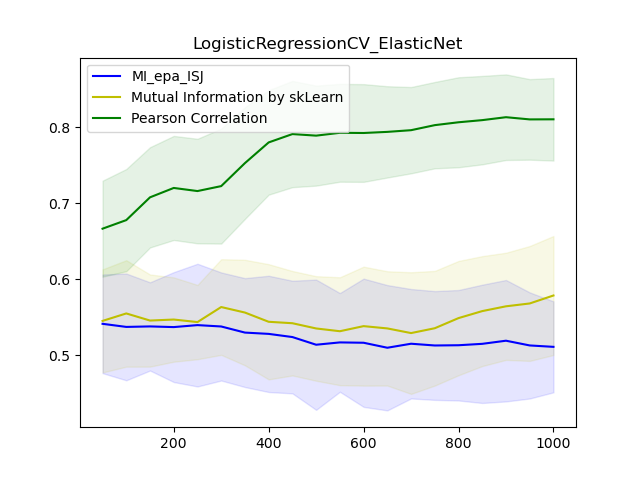 LogisticRegressionCV_ElasticNet
MI_epa_ISJ
Mutual Information by skLearn
Pearson Correlation
0.8
0.7
0.6
0.5
200 400 600 800 1000